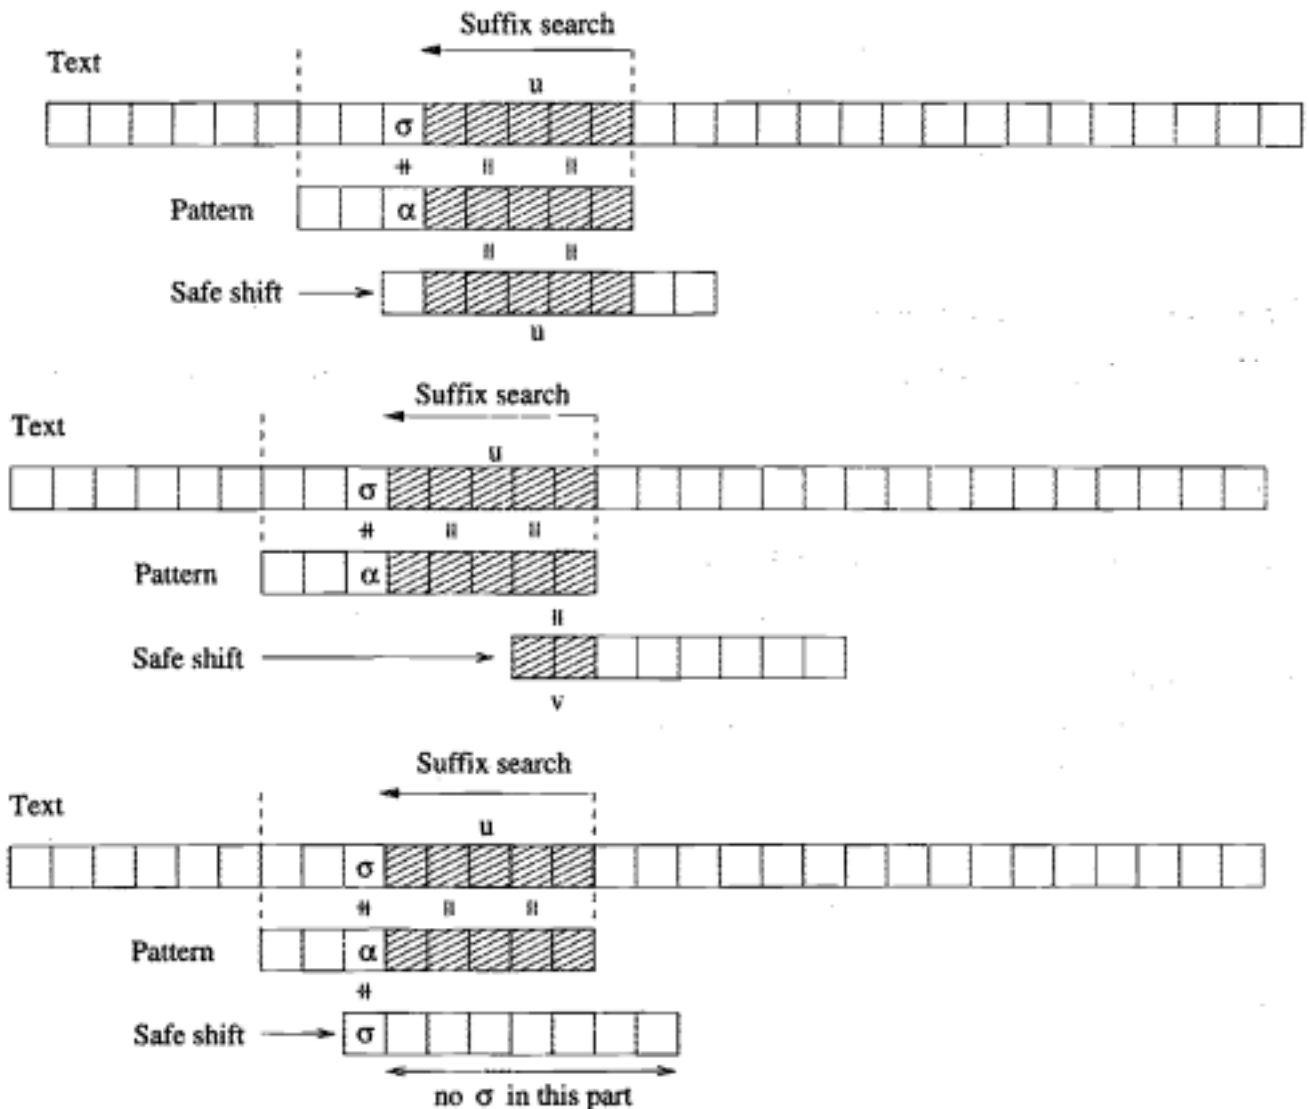 Suffix search
Text
u
σ
≠ = =
Pattern
α
= =
Safe shift
u
Suffix search
Text
u
σ
≠ = =
Pattern
α
=
Safe shift
v
Suffix search
Text
u
σ
≠ = =
Pattern
α
≠
Safe shift
σ
no σ in this part